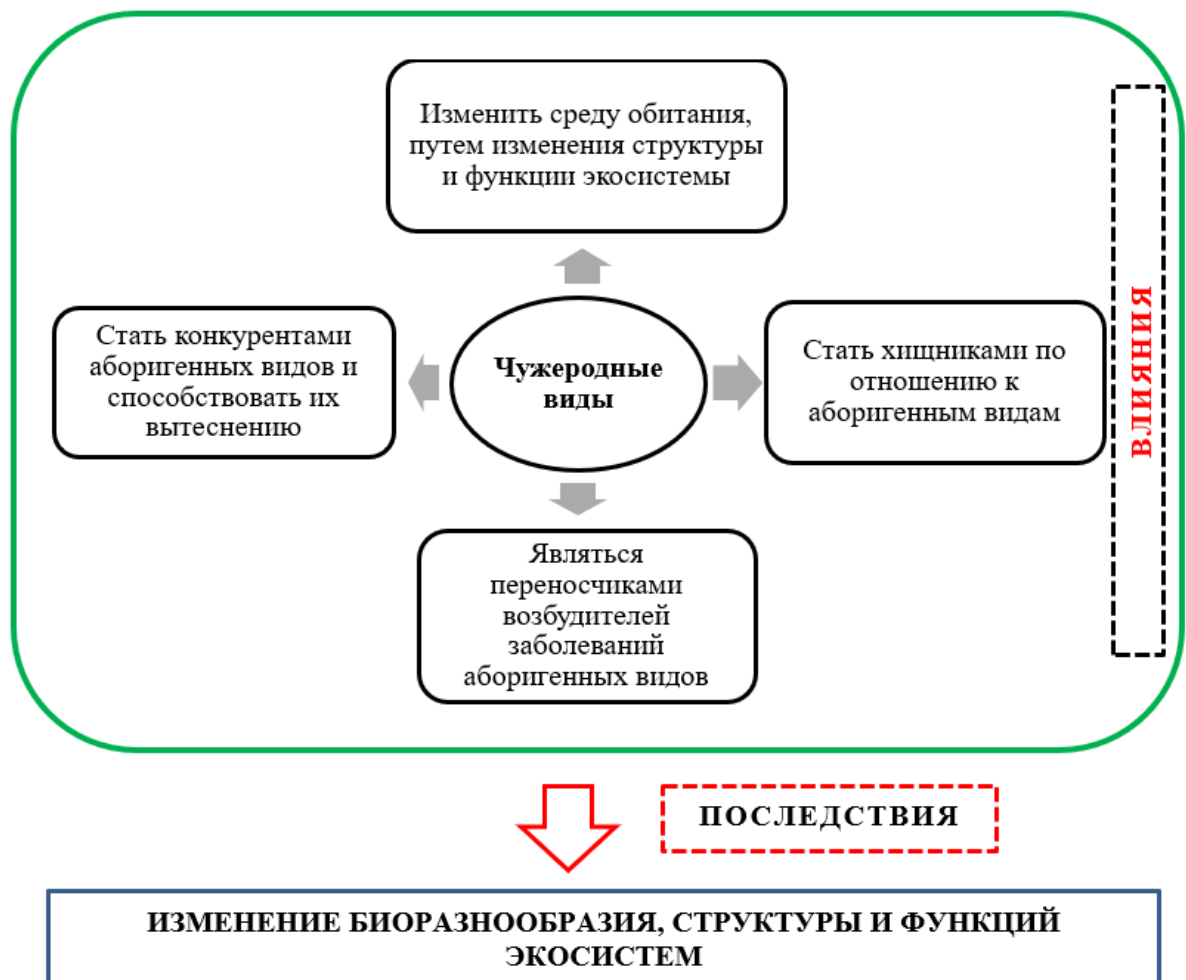 Изменить среду обитания,
путем изменения структуры
и функции экосистемы
Стать конкурентами
аборигенных видов и
способствовать их
вытеснению
Чужеродные
виды
Стать хищниками по
отношению к
аборигенным видам
ВЛИЯНИЯ
Являться
переносчиками
возбудителей
заболеваний
аборигенных видов
ПОСЛЕДСТВИЯ
ИЗМЕНЕНИЕ БИОРАЗНООБРАЗИЯ, СТРУКТУРЫ И ФУНКЦИЙ
ЭКОСИСТЕМ